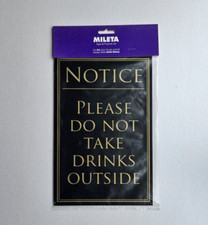 MILETA
NOTICE
PLEASE
DO NOT
TAKE
DRINKS
OUTSIDE